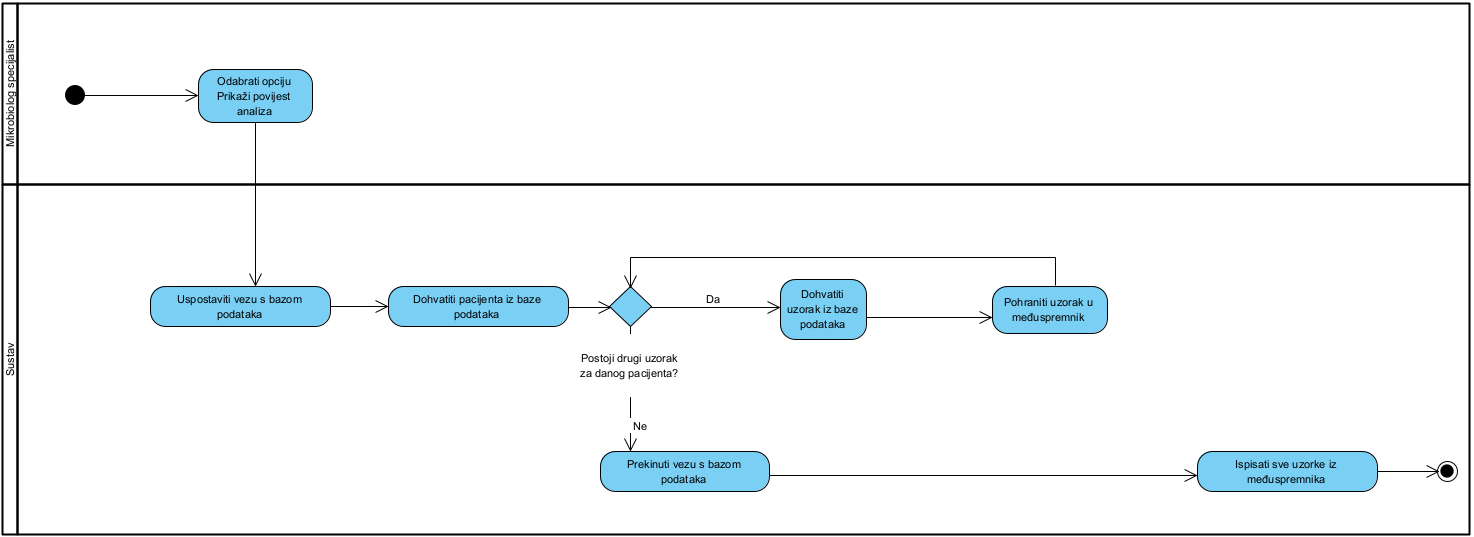 Mikrobiolog specijalist
Odabrati opciju
Prikaži povijest
analiza
Sustav
Uspostaviti vezu s bazom
podataka
Dohvatiti pacijenta iz baze
podataka
Da
Dohvatiti
uzorak iz baze
podataka
Pohraniti uzorak u
međuspremnik
Postoji drugi uzorak
za danog pacijenta?
Ne
Prekinuti vezu s bazom
podataka
Ispisati sve uzorke iz
međuspremnika